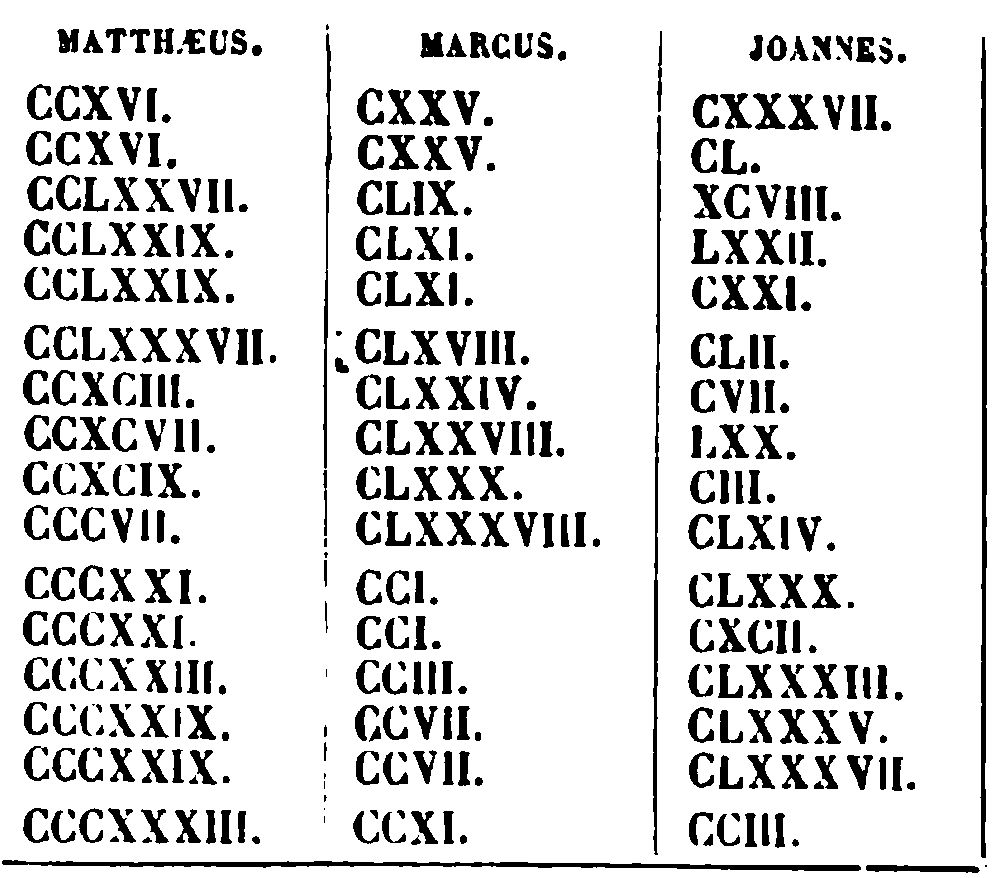 MATTHÆUS. MARCUS. JOANNES.
CCXVI. CXXV. CXXXVII.
CCXVI. CXXV. CL.
CCLXXVII. CLIX. XCVIII.
CCLXXIX. CLXI. LXXII.
CCLXXIX. CLXI. CXXI.
CCLXXXVII. CLXVIII. CLII.
CCXCIII. CLXXIV. CVII.
CCXCVII. CLXXVIII. LXX.
CCXCIX. CLXXX. CIII.
CCCVII. CLXXXVIII. CLXIV.
CCCXXI. CCI. CLXXX.
CCCXXI. CCI. CXCII.
CCCXXIII. CCIII. CLXXXIII.
CCCXXIX. CCVII. CLXXXV.
CCCXXIX. CCVII. CLXXXVII.
CCCXXXIII. CCXI. CCIII.